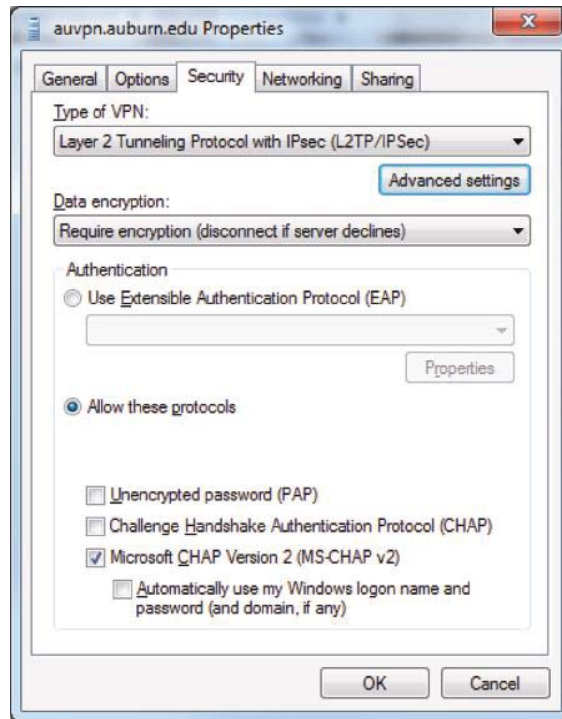 auvpn.auburn.edu Properties
General Options Security Networking Sharing
Type of VPN:
Layer 2 Tunneling Protocol with IPsec (L2TP/IPSec)
Advanced settings
Data encryption:
Require encryption (disconnect if server declines)
Authentication
Use Extensible Authentication Protocol (EAP)
Properties
Allow these protocols
Unencrypted password (PAP)
Challenge Handshake Authentication Protocol (CHAP)
Microsoft CHAP Version 2 (MS-CHAP v2)
Automatically use my Windows logon name and
password (and domain, if any)
OK Cancel